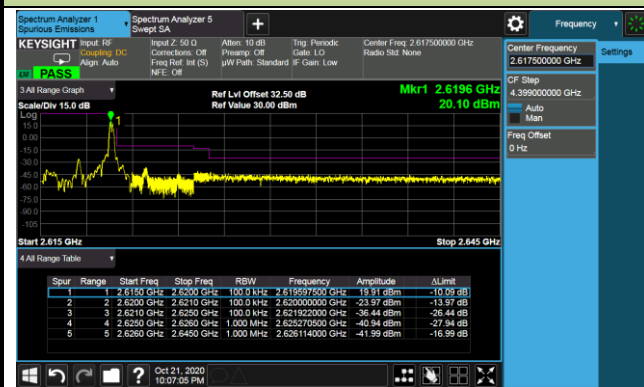 Spectrum Analyzer 1
Spurious Emissions
Spectrum Analyzer 5
Swept SA
+
Frequency
KEYSIGHT
Input: RF
Coupling: DC
Align: Auto
Input Z: 50 Ω
Corrections: Off
Freq Ref: Int (S)
NFE: Off
Atten: 10 dB
Preamp: Off
µW Path: Standard
Trig: Periodic
Gate: LO
IF Gain: Low
Center Freq: 2.617500000 GHz
Radio Std: None
PASS
Center Frequency
2.617500000 GHz
Settings
CF Step
4.399000000 GHz
Auto
Man
Freq Offset
0 Hz
3 All Range Graph
Ref Lvl Offset 32.50 dB
Mkr1 2.6196 GHz
Scale/Div 15.0 dB
Ref Value 30.00 dBm
20.10 dBm
Log
15.0
0.00
-15.0
-30.0
-45.0
-60.0
-75.0
-90.0
-105
1
Start 2.615 GHz
Stop 2.645 GHz
4 All Range Table
Spur Range Start Freq Stop Freq RBW Frequency Amplitude ΔLimit
1 1 2.6150 GHz 2.6200 GHz 100.0 kHz 2.619597500 GHz 19.91 dBm -10.09 dB
2 2 2.6200 GHz 2.6210 GHz 100.0 kHz 2.620000000 GHz -23.97 dBm -13.97 dB
3 3 2.6210 GHz 2.6250 GHz 100.0 kHz 2.621922000 GHz -36.44 dBm -26.44 dB
4 4 2.6250 GHz 2.6260 GHz 1.000 MHz 2.625270500 GHz -40.94 dBm -27.94 dB
5 5 2.6260 GHz 2.6450 GHz 1.000 MHz 2.626114000 GHz -41.99 dBm -16.99 dB
?
Oct 21, 2020
10:07:05 PM